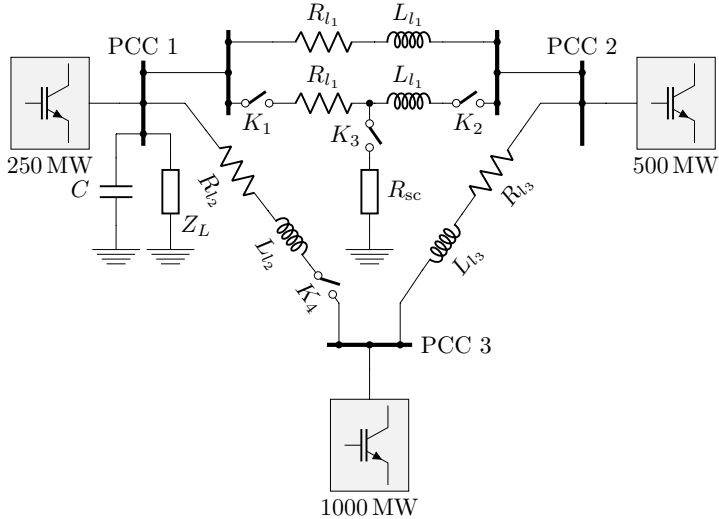 R_{l_1} L_{l_1}
PCC 1 PCC 2
R_{l_1} L_{l_1}
K_1 K_2
K_3
250 MW 500 MW
C Z_L R_{l_2} R_{sc} R_{l_3}
L_{l_2} L_{l_3}
K_4
PCC 3
1000 MW